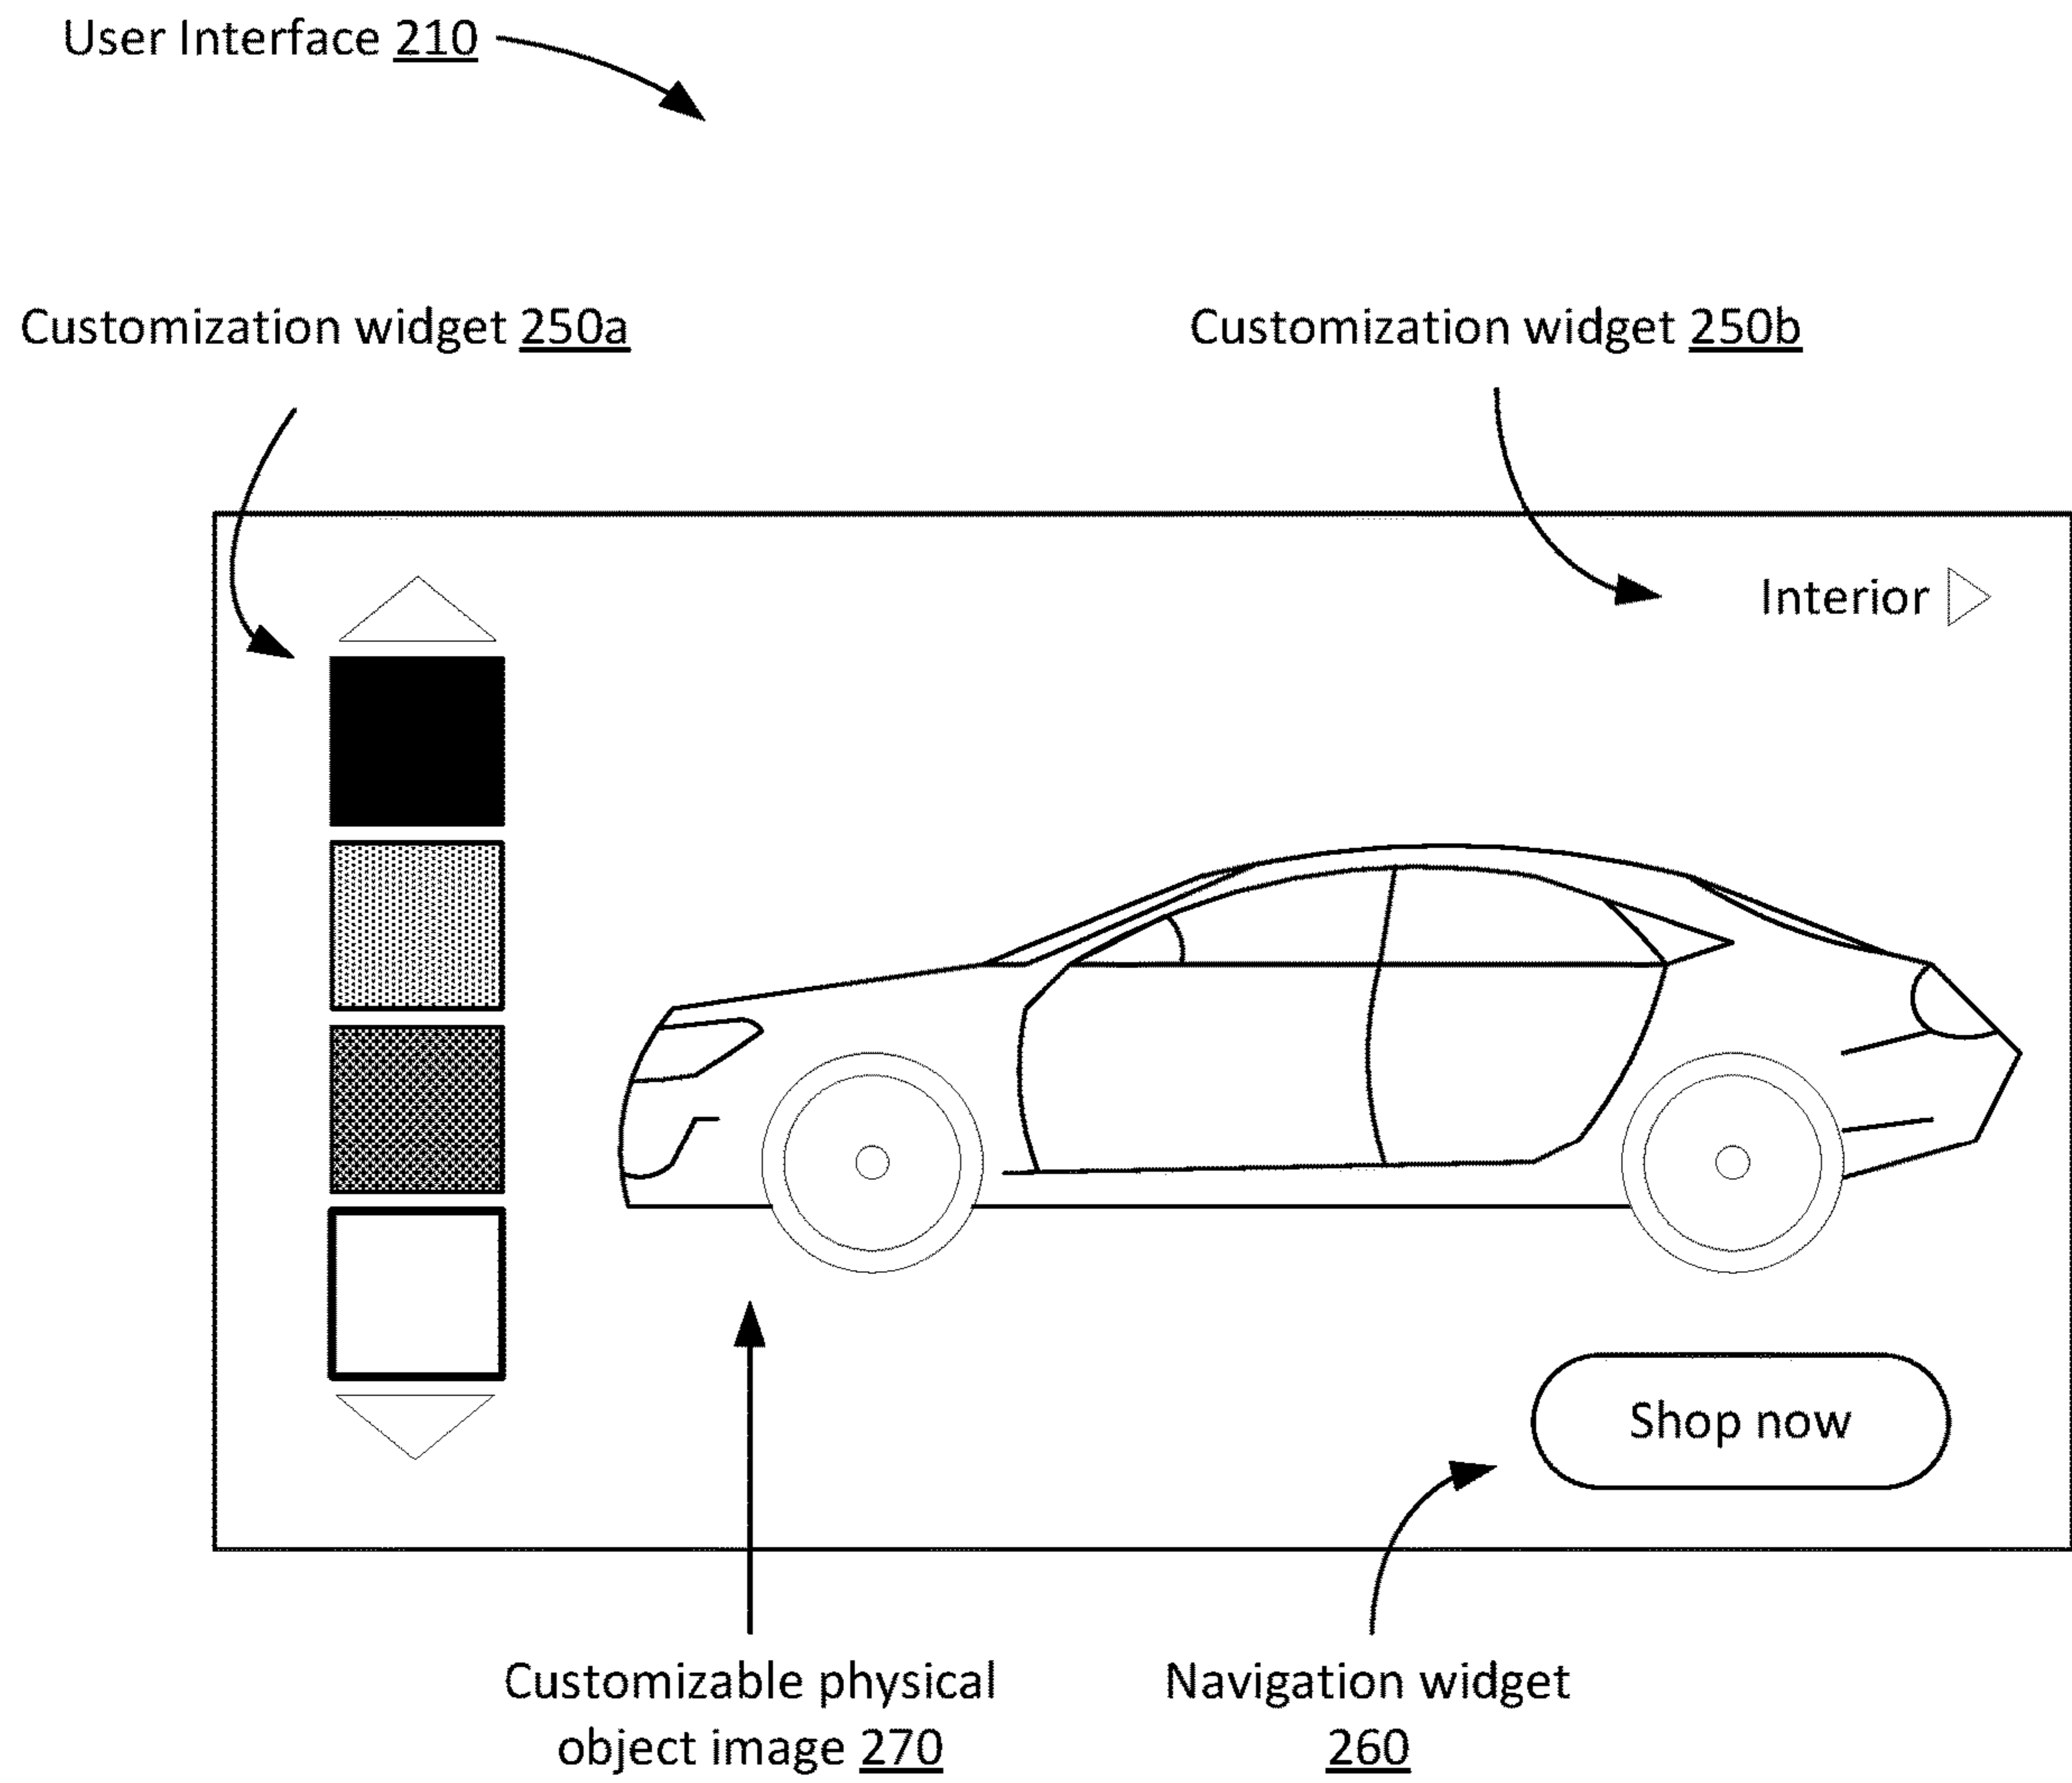 User Interface 210
Customization widget 250a
Customization widget 250b
Interior
Shop now
Customizable physical
object image 270
Navigation widget
260